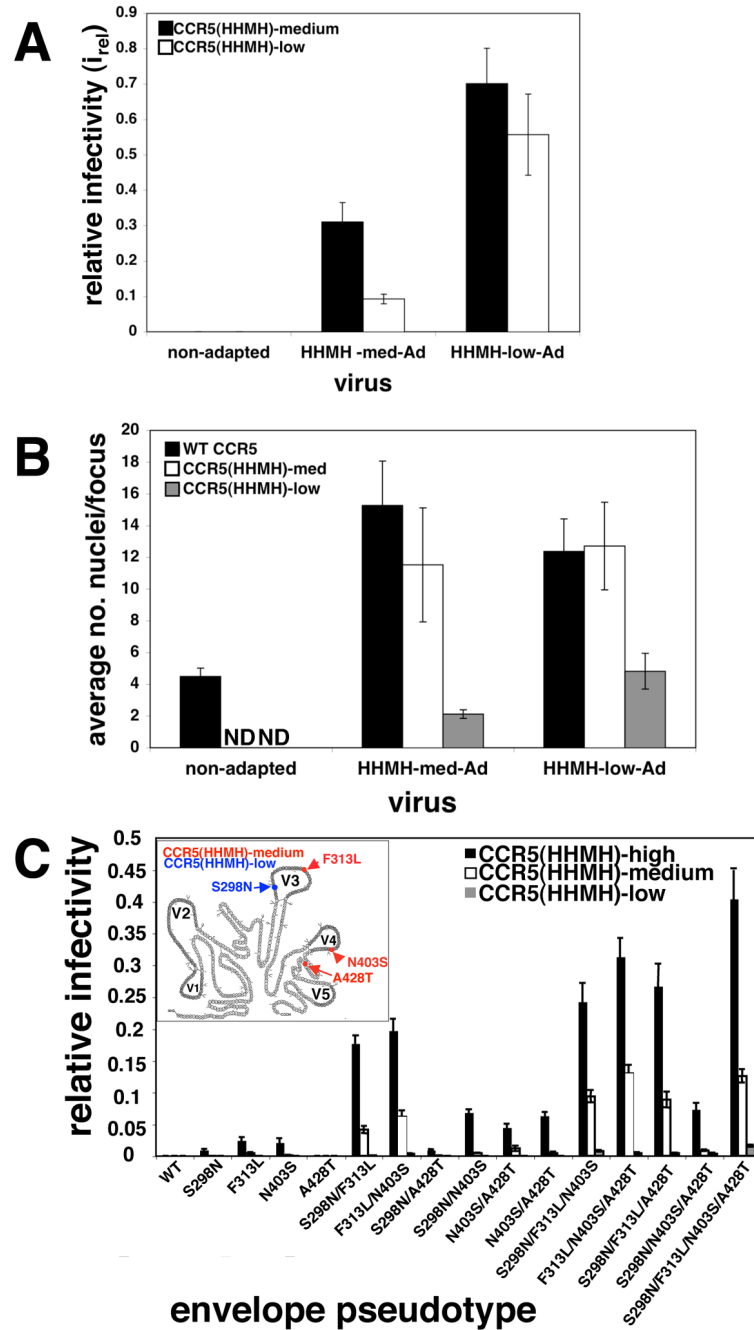 A
relative infectivity (i_rel)
0.9
0.8
0.7
0.6
0.5
0.4
0.3
0.2
0.1
0
CCR5(HHMH)-medium
CCR5(HHMH)-low
non-adapted
HHMH -med-Ad
HHMH-low-Ad
virus
B
average no. nuclei/focus
20
18
16
14
12
10
8
6
4
2
0
WT CCR5
CCR5(HHMH)-med
CCR5(HHMH)-low
ND ND
non-adapted
HHMH-med-Ad
HHMH-low-Ad
virus
C
relative infectivity
0.5
0.45
0.4
0.35
0.3
0.25
0.2
0.15
0.1
0.05
0
CCR5(HHMH)-medium
CCR5(HHMH)-low
F313L
S298N
V3
V2
V1
V4
N403S
A428T
V5
CCR5(HHMH)-high
CCR5(HHMH)-medium
CCR5(HHMH)-low
WT
S298N
F313L
N403S
A428T
S298N/F313L
F313L/N403S
S298N/A428T
S298N/N403S
N403S/A428T
N403S/A428T
S298N/F313L/N403S
F313L/N403S/A428T
S298N/F313L/A428T
S298N/N403S/A428T
S298N/F313L/N403S/A428T
envelope pseudotype